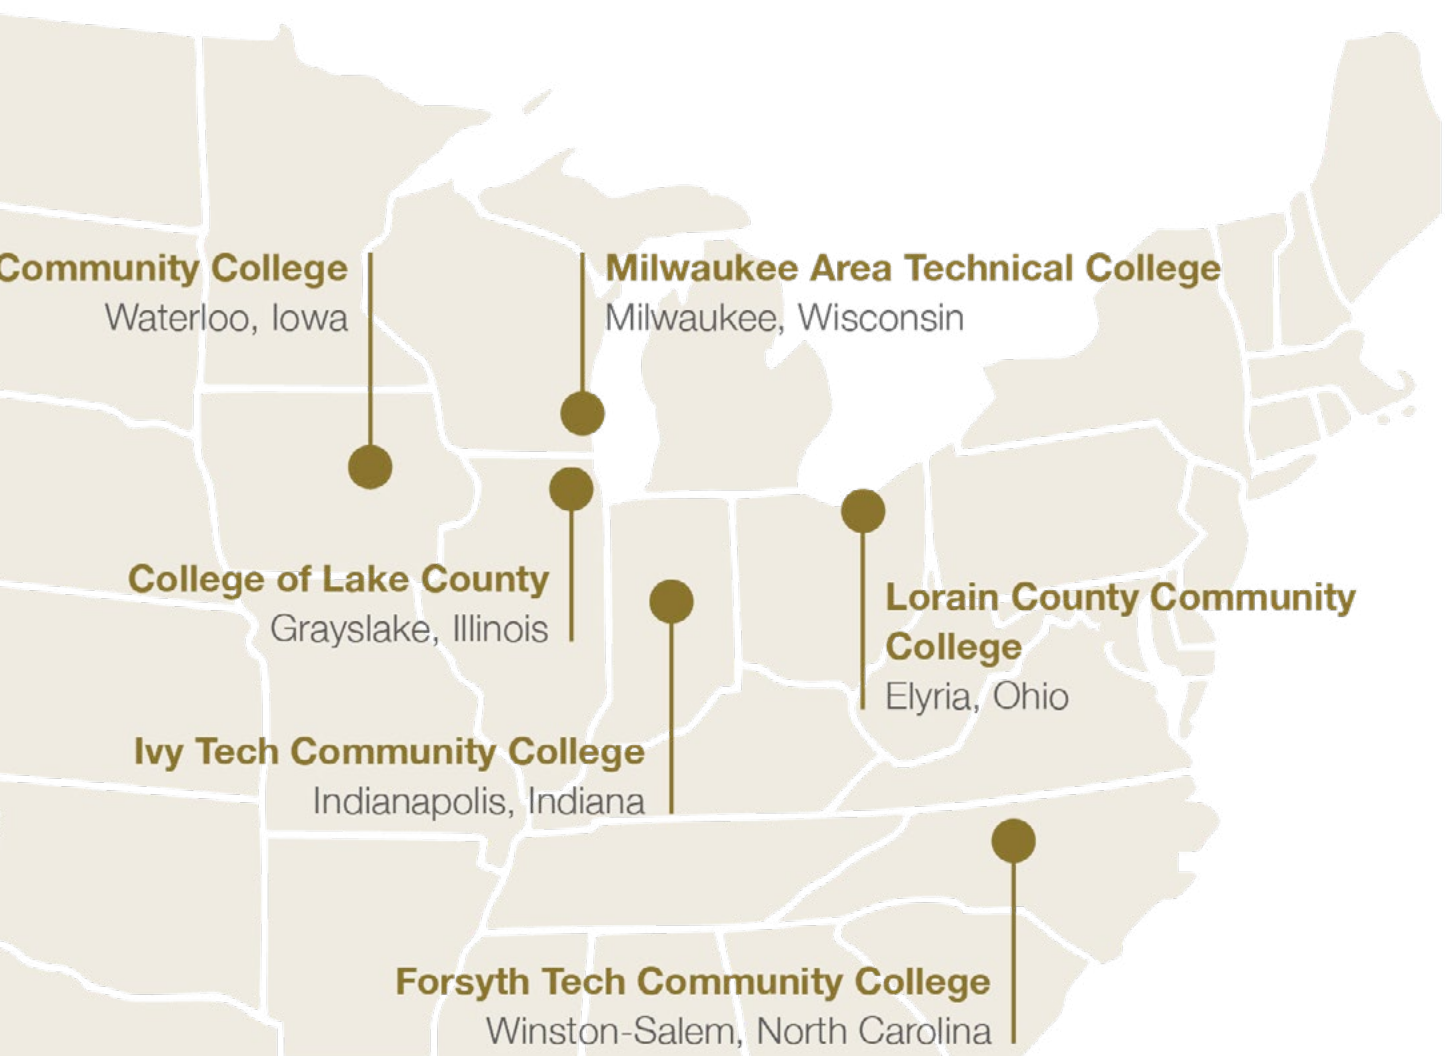 Community College
Waterloo, Iowa
Milwaukee Area Technical College
Milwaukee, Wisconsin
College of Lake County
Grayslake, Illinois
Lorain County Community
College
Elyria, Ohio
Ivy Tech Community College
Indianapolis, Indiana
Forsyth Tech Community College
Winston-Salem, North Carolina